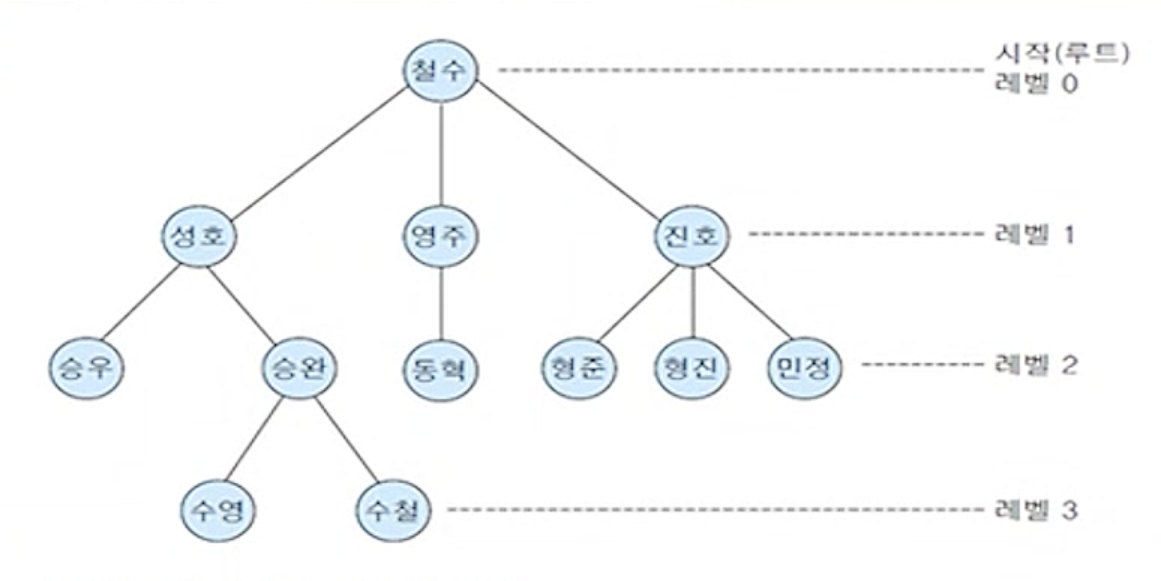 철수
시작(루트)
레벨 0
성호
영주
진호
레벨 1
승우
승완
동혁
형준
형진
민정
레벨 2
수영
수철
레벨 3